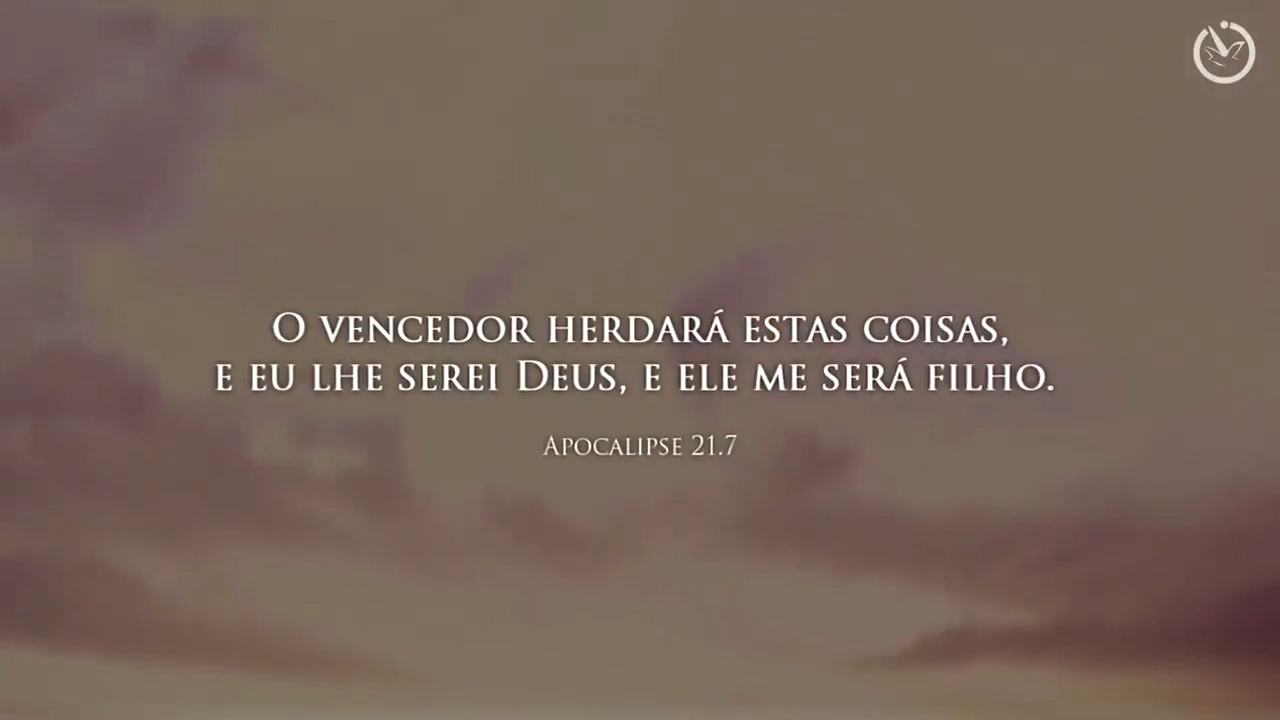 O vencedor herdará estas coisas,
e eu lhe serei Deus, e ele me será filho.
Apocalipse 21.7